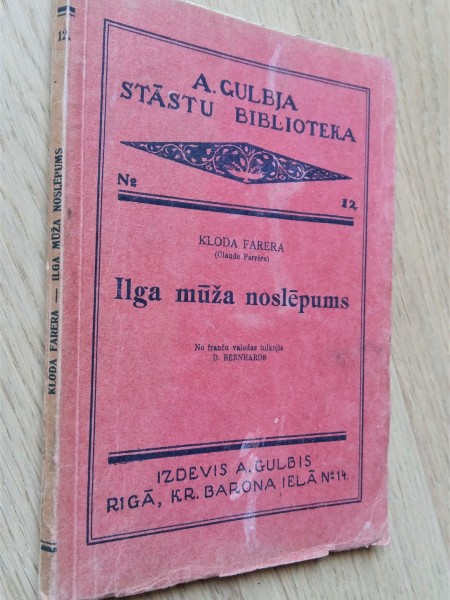 12.
KLODA FARERA — ILGA MŪŽA NOSLĒPUMS
A. GULBJA
STĀSTU BIBLIOTEKA
№ 12
KLODA FARERA
(Claude Farrère)
Ilga mūža noslēpums
No franču valodas tulkojis
D. BERNHARDS
IZDEVIS A. GULBIS
RIGĀ, KR. BARONA IELĀ № 14.